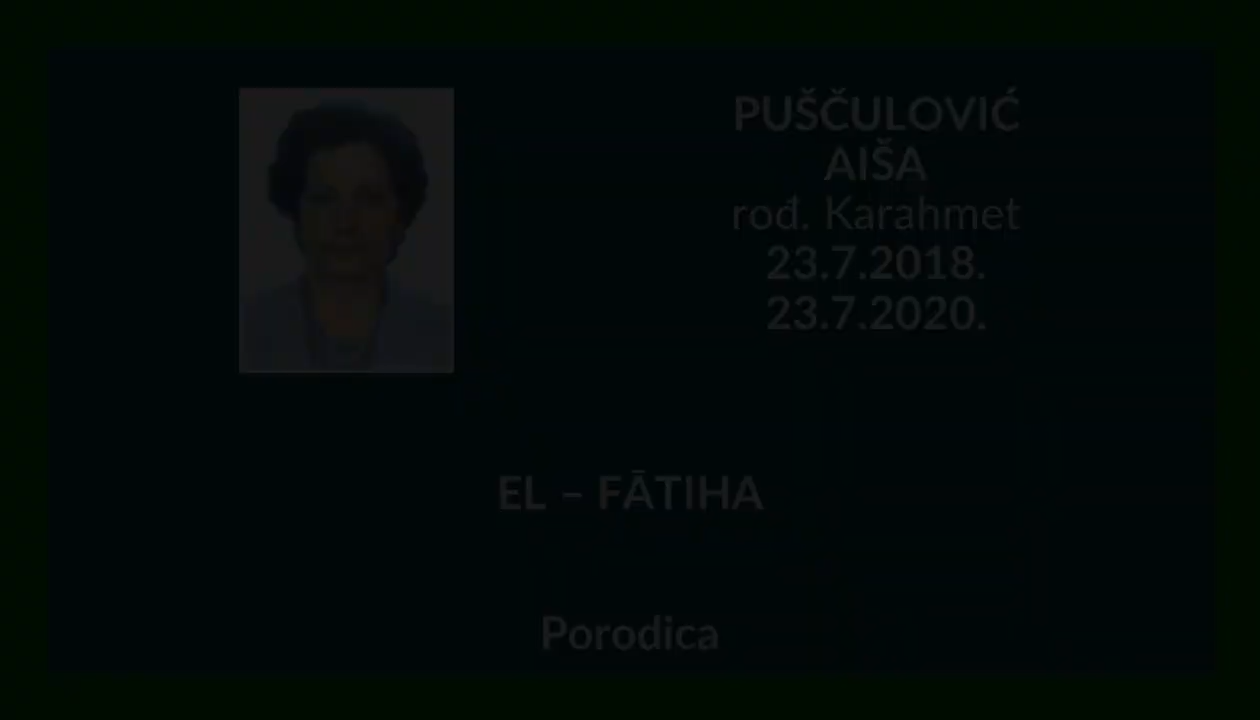 PUŠČULOVIĆ
AIŠA
rođ. Karahmet
23.7.2018.
23.7.2020.
EL – FĀTIHA
Porodica